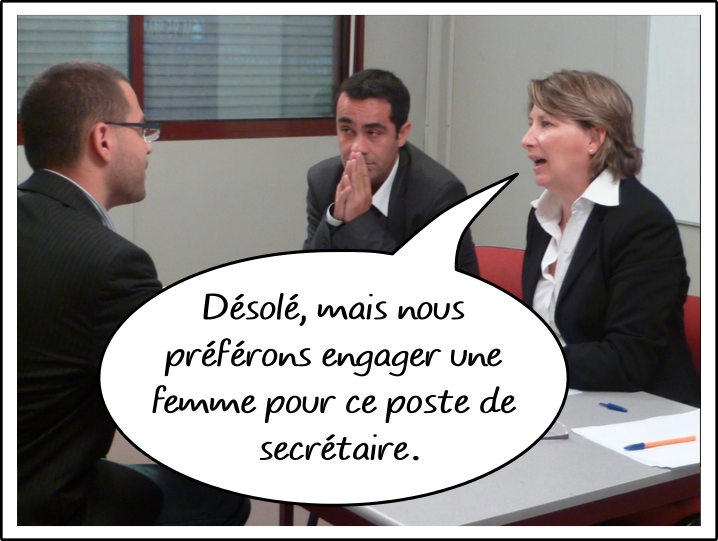 Désolé, mais nous
préférons engager une
femme pour ce poste de
secrétaire.